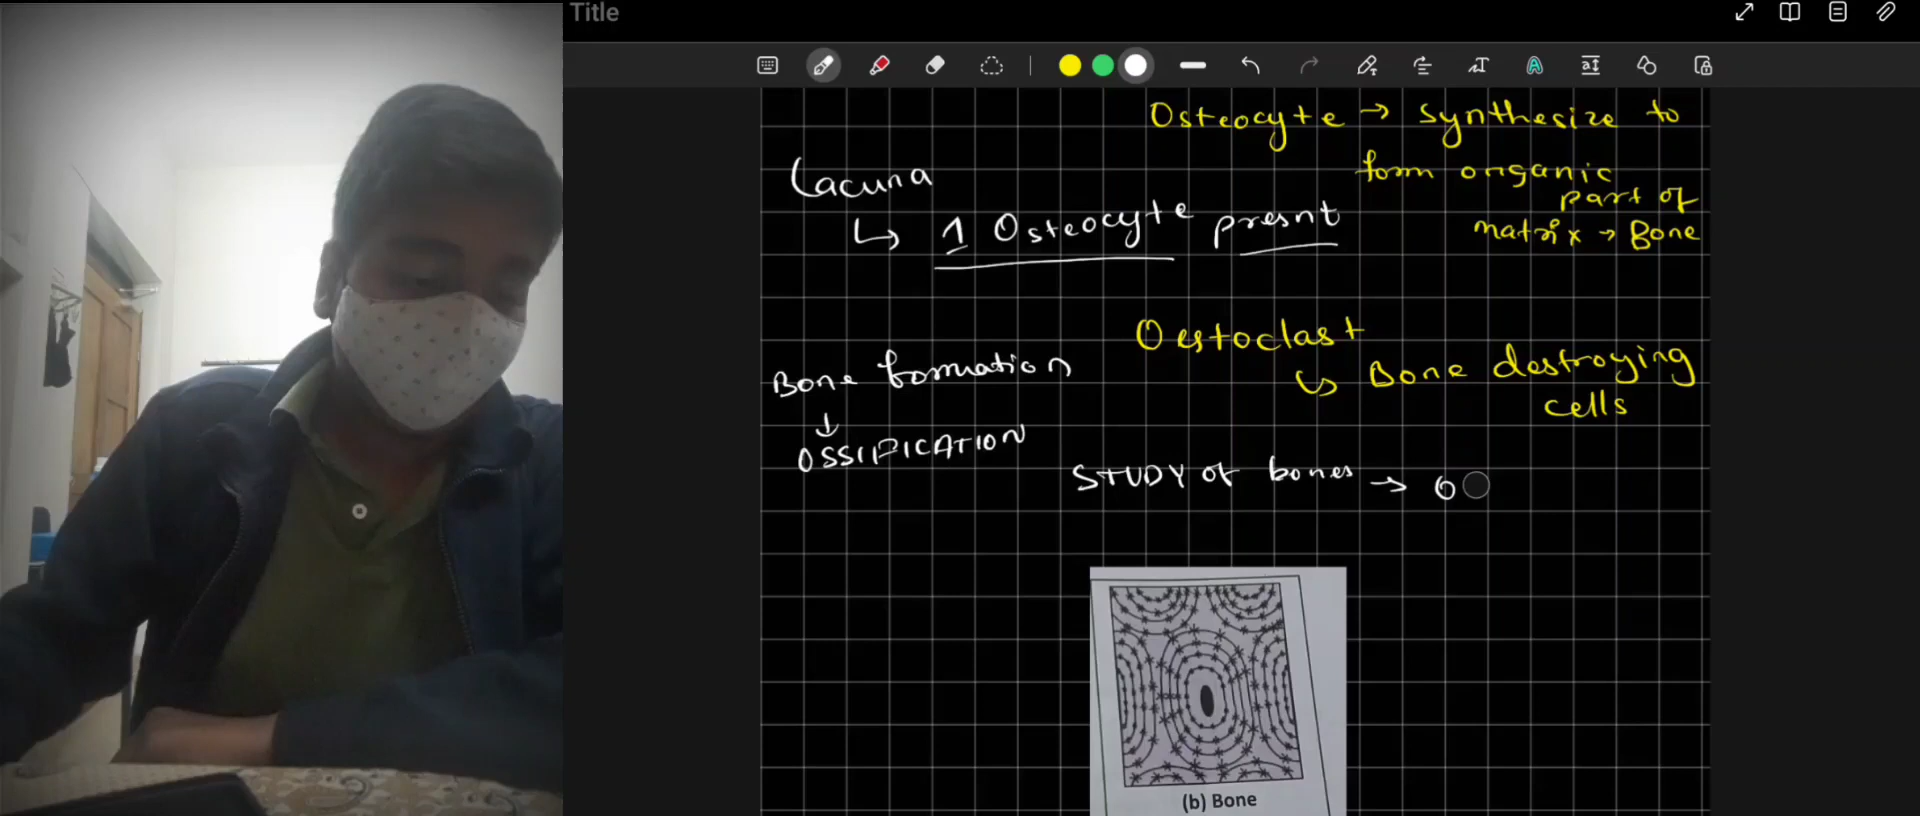 Title
Osteocyte → synthesize to
form organic
part of
matrix → Bone
Lacuna
↳ 1 Osteocyte present
Oestoclast
↳ Bone destroying
cells
Bone formation
↓
OSSIFICATION
STUDY of bones → O
(b) Bone